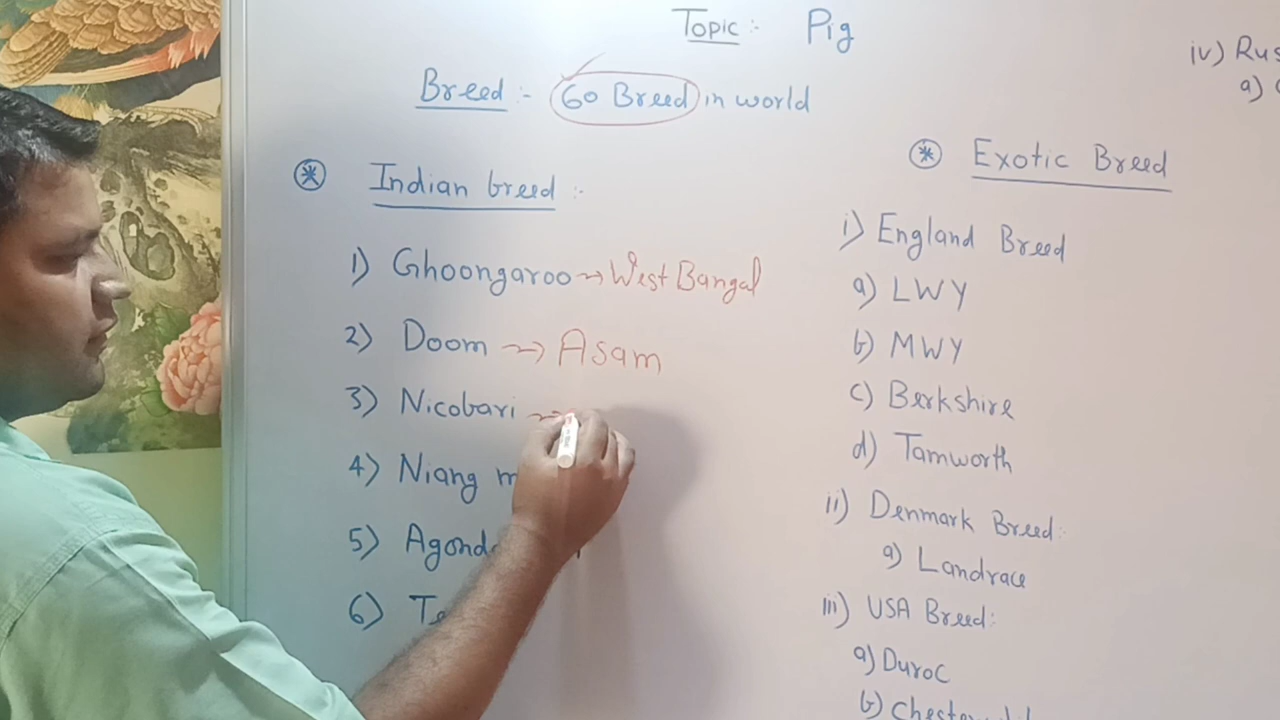 Topic :- Pig
Breed :- 60 Breed in world
Indian breed :-
1) Ghoongaroo → West Bangal
2) Doom → Asam
3) Nicobari →
4) Niang
5)
6)
Exotic Breed
i) England Breed
a) LWY
b) MWY
c) Berkshire
d) Tamworth
ii) Denmark Breed:
a) Landrace
iii) USA Breed:
a) Duroc
b)
iv)
a)